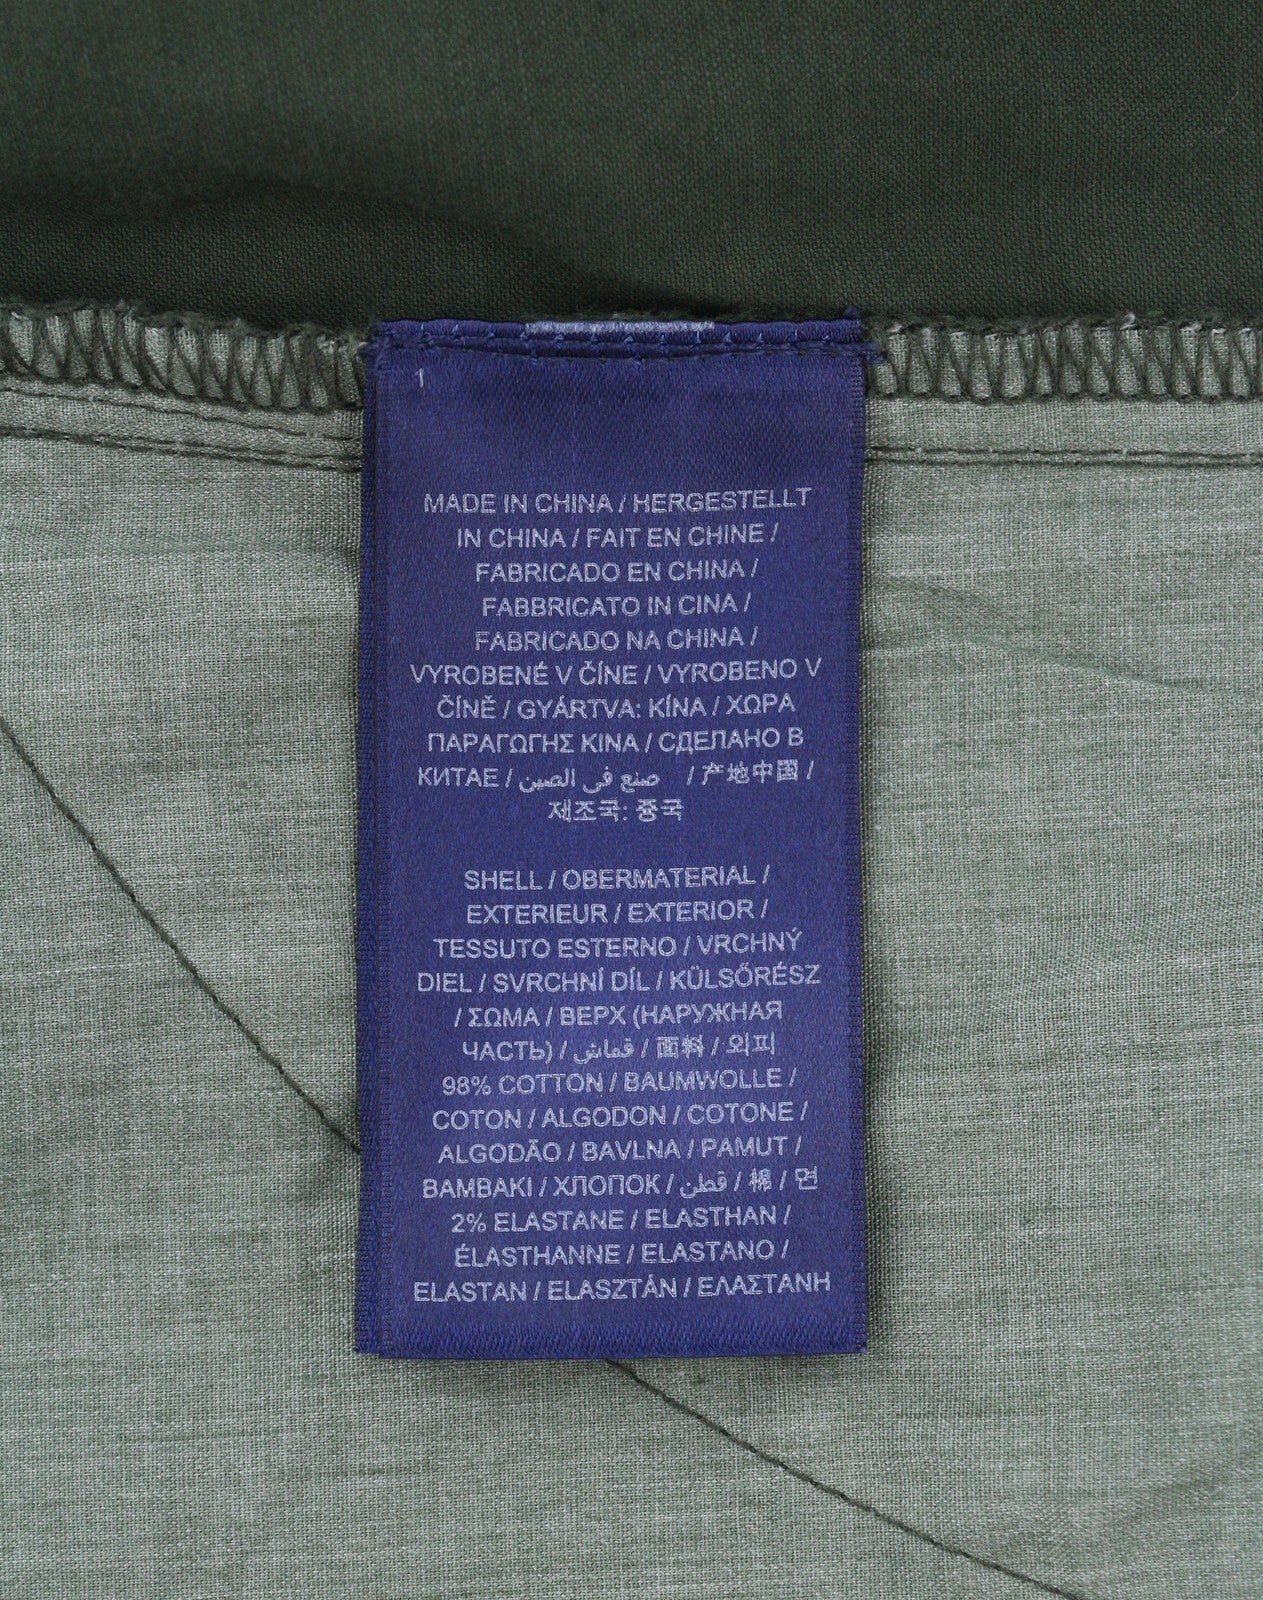 1
MADE IN CHINA / HERGESTELLT
IN CHINA / FAIT EN CHINE /
FABRICADO EN CHINA /
FABBRICATO IN CINA /
FABRICADO NA CHINA /
VYROBENÉ V ČÍNE / VYROBENO V
ČÍNĚ / GYÁRTVA: KÍNA / ΧΩΡΑ
ΠΑΡΑΓΩΓΗΣ ΚΙΝΑ / СДЕЛАНО В
КИТАЕ / صنع في الصين / 产地中国 /
제조국: 중국
SHELL / OBERMATERIAL /
EXTERIEUR / EXTERIOR /
TESSUTO ESTERNO / VRCHNÝ
DIEL / SVRCHNÍ DÍL / KÜLSŐRÉSZ
/ ΣΩΜΑ / ВЕРХ (НАРУЖНАЯ
ЧАСТЬ) / قماش / 面料 / 외피
98% COTTON / BAUMWOLLE /
COTON / ALGODON / COTONE /
ALGODÃO / BAVLNA / PAMUT /
ΒΑΜΒΑΚΙ / ХЛОПОК / قطن / 棉 / 면
2% ELASTANE / ELASTHAN /
ÉLASTHANNE / ELASTANO /
ELASTAN / ELASZTÁN / ΕΛΑΣΤΑΝΗ